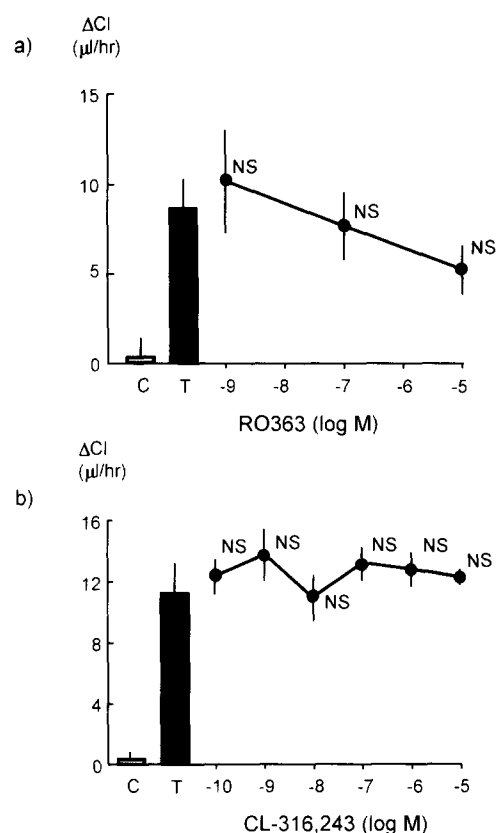 a)
ΔCl
(μl/hr)
15
10
5
0
NS
NS
NS
C T -9 -8 -7 -6 -5
RO363 (log M)
b)
ΔCl
(μl/hr)
16
12
8
4
0
NS NS NS NS NS NS
C T -10 -9 -8 -7 -6 -5
CL-316,243 (log M)